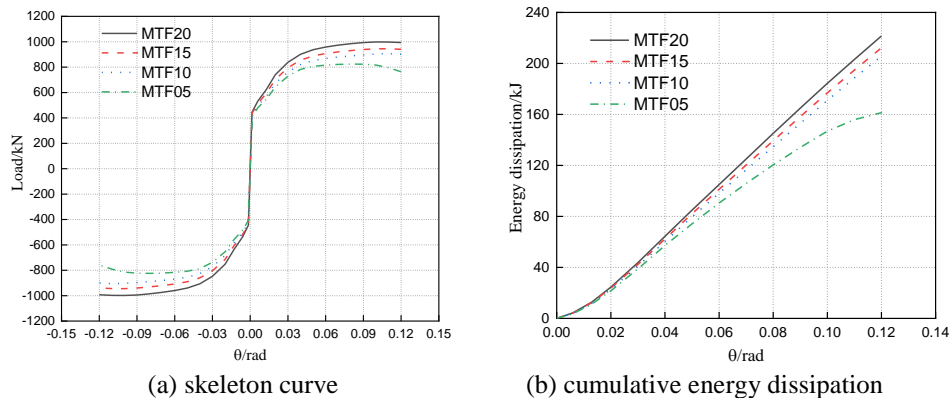 1200
1000
800
600
400
200
0
-200
-400
-600
-800
-1000
-1200
Load/kN
MTF20
MTF15
MTF10
MTF05
-0.15 -0.12 -0.09 -0.06 -0.03 0.00 0.03 0.06 0.09 0.12 0.15
θ/rad
(a) skeleton curve
240
200
160
120
80
40
0
Energy dissipation/kJ
MTF20
MTF15
MTF10
MTF05
0.00 0.02 0.04 0.06 0.08 0.10 0.12 0.14
θ/rad
(b) cumulative energy dissipation